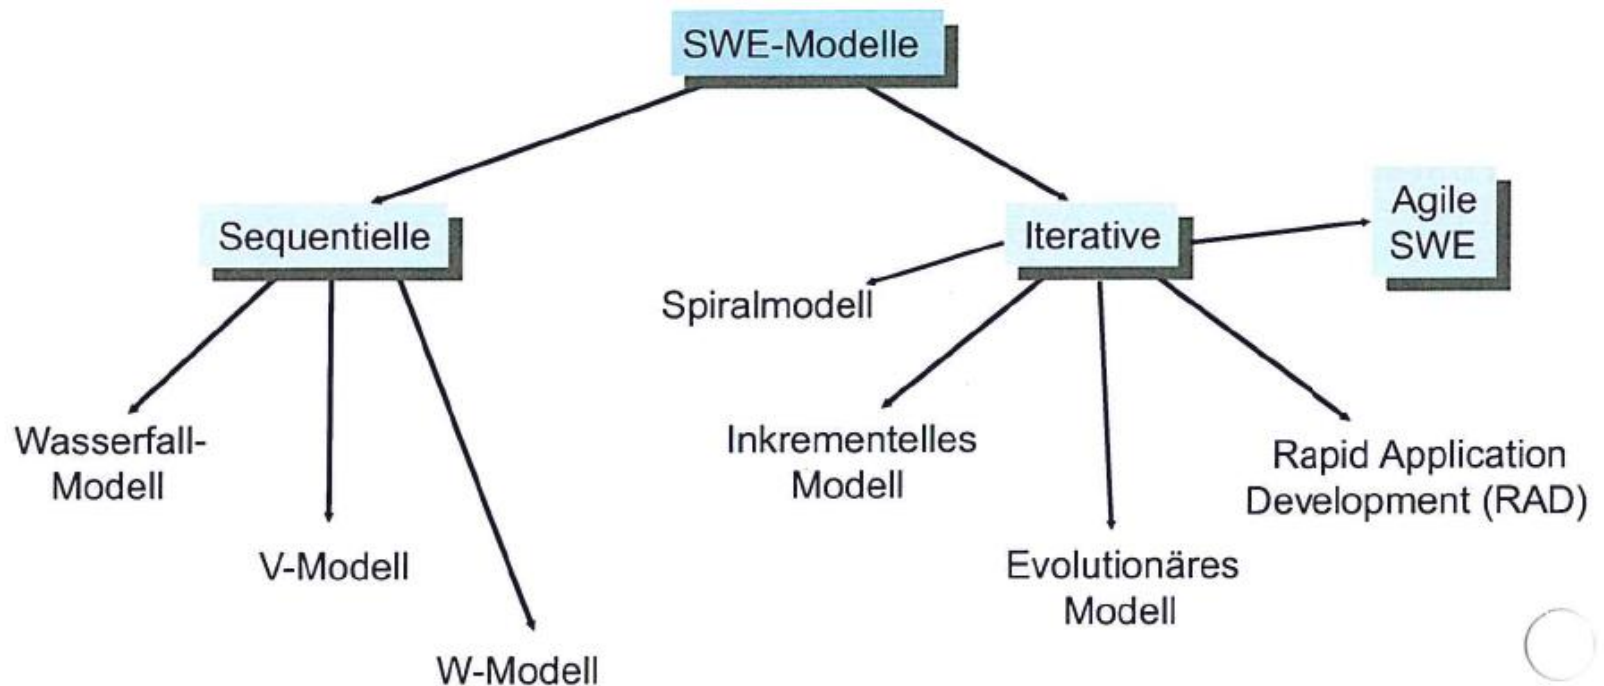 SWE-Modelle
Sequentielle
Iterative
Agile
SWE
Spiralmodell
Wasserfall-
Modell
V-Modell
W-Modell
Inkrementelles
Modell
Evolutionäres
Modell
Rapid Application
Development (RAD)